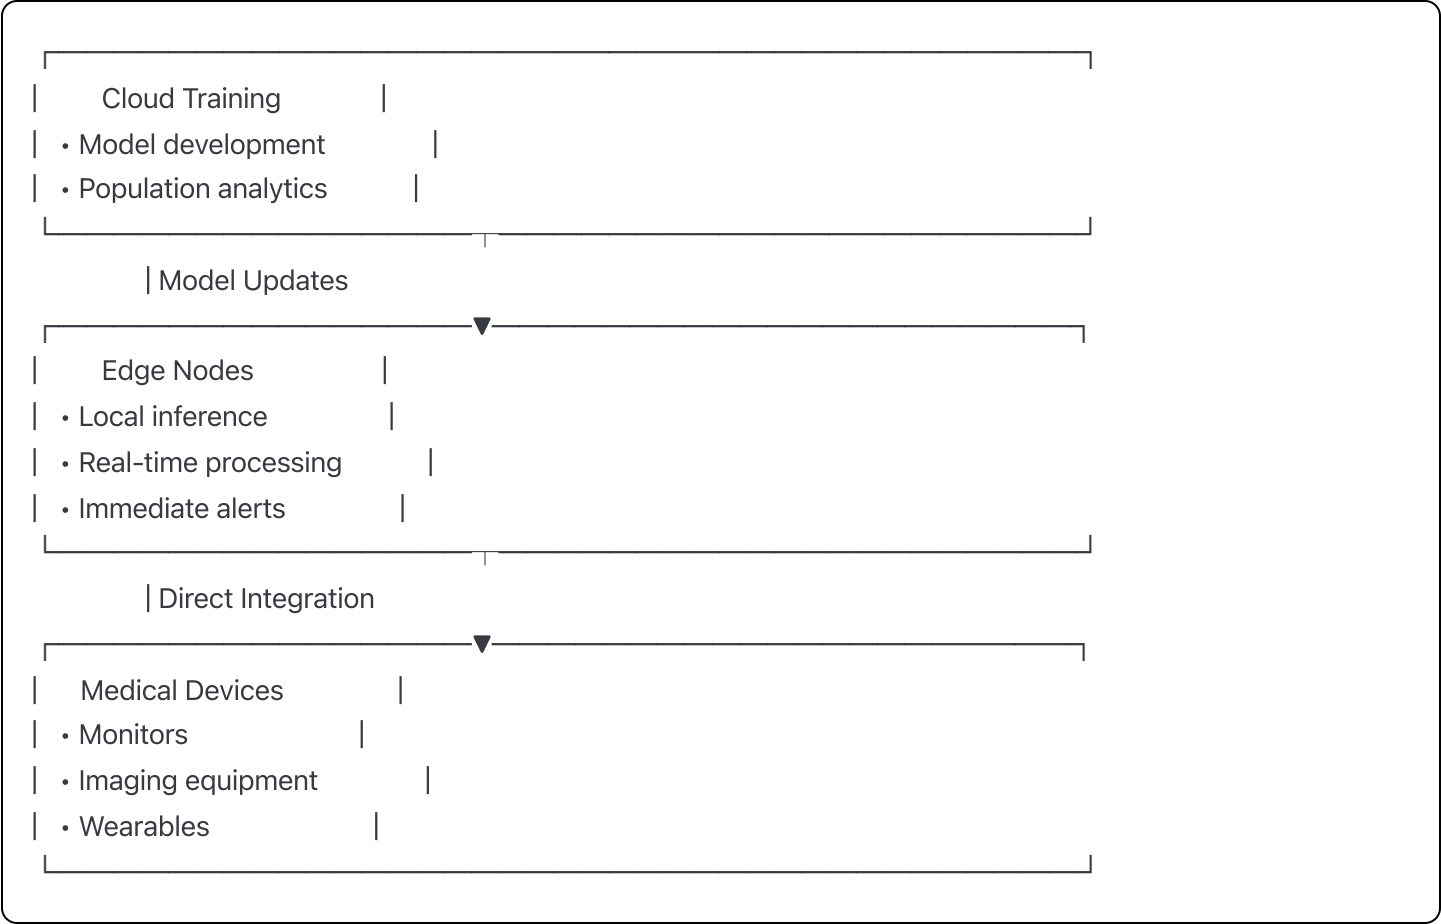 Cloud Training
• Model development
• Population analytics
Model Updates
Edge Nodes
• Local inference
• Real-time processing
• Immediate alerts
Direct Integration
Medical Devices
• Monitors
• Imaging equipment
• Wearables